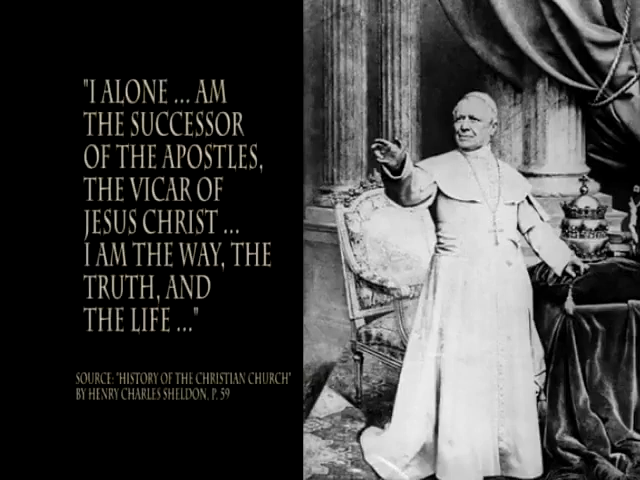 "I ALONE ... AM
THE SUCCESSOR
OF THE APOSTLES,
THE VICAR OF
JESUS CHRIST ...
I AM THE WAY, THE
TRUTH, AND
THE LIFE ..."
SOURCE: "HISTORY OF THE CHRISTIAN CHURCH"
BY HENRY CHARLES SHELDON, P. 59